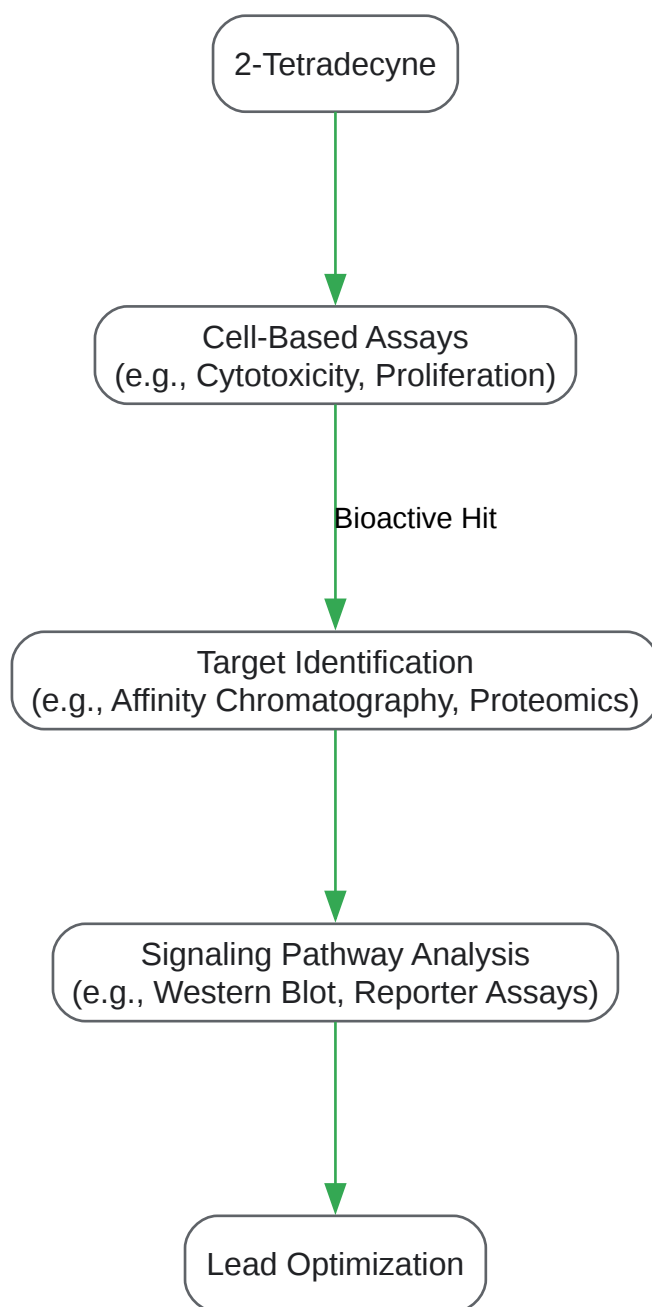 2-Tetradecyne
Cell-Based Assays
(e.g., Cytotoxicity, Proliferation)
Bioactive Hit
Target Identification
(e.g., Affinity Chromatography, Proteomics)
Signaling Pathway Analysis
(e.g., Western Blot, Reporter Assays)
Lead Optimization